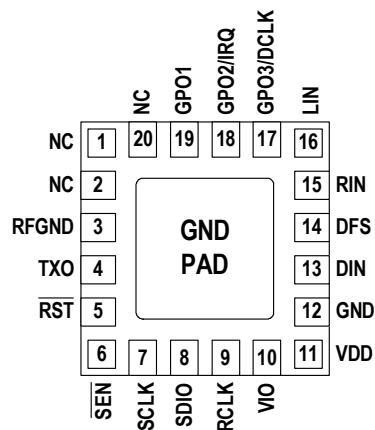 NC
GPO1
GPO2/IRQ
GPO3/DCLK
LIN
20
19
18
17
16
NC 1
NC 2
RFGND 3
TXO 4
RST 5
6
15 RIN
14 DFS
13 DIN
12 GND
11 VDD
GND
PAD
7
8
9
10
SEN
SCLK
SDIO
RCLK
VIO